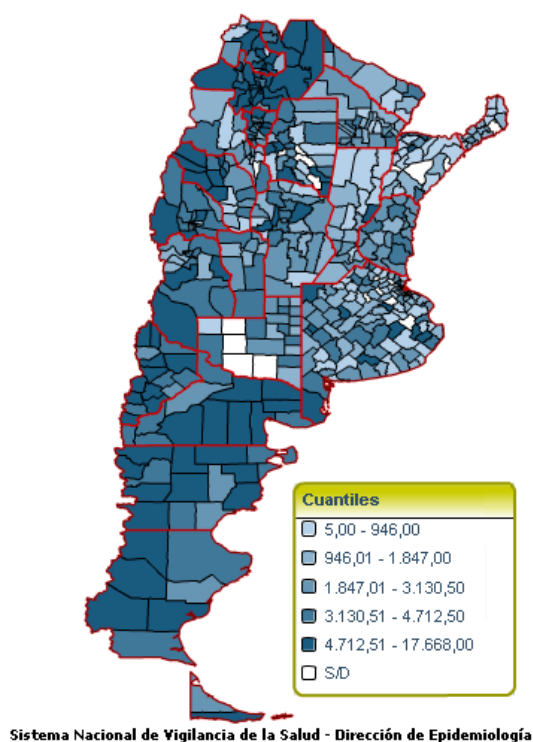 Cuantiles
5,00 - 946,00
946,01 - 1.847,00
1.847,01 - 3.130,50
3.130,51 - 4.712,50
4.712,51 - 17.668,00
S/D
Sistema Nacional de Vigilancia de la Salud - Dirección de Epidemiología